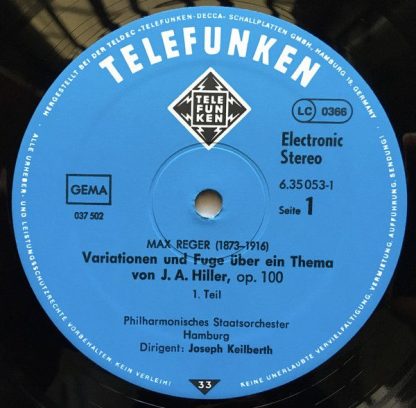 HERGESTELLT BEI DER TELDEC »TELEFUNKEN-DECCA« SCHALLPLATTEN GMBH, HAMBURG 19, GERMANY
TELEFUNKEN
TELE
FUN
KEN
LC 0366
Electronic
Stereo
6.35053-1
GEMA
037 502
Seite 1
MAX REGER (1873-1916)
Variationen und Fuge über ein Thema
von J. A. Hiller, op. 100
1. Teil
Philharmonisches Staatsorchester
Hamburg
Dirigent: Joseph Keilberth
33
ALLE URHEBER- UND LEISTUNGSSCHUTZRECHTE VORBEHALTEN KEIN VERLEIH!
KEINE UNERLAUBTE VERVIELFÄLTIGUNG, VERMIETUNG, AUFFÜHRUNG, SENDUNG!